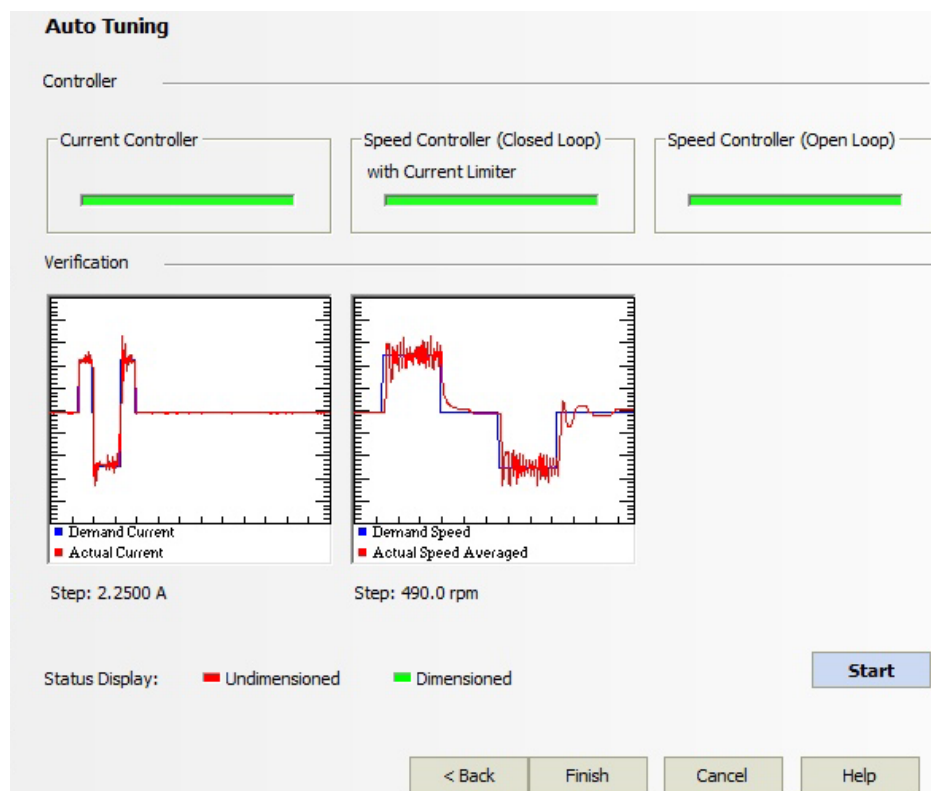 Auto Tuning
Controller
Current Controller
Speed Controller (Closed Loop)
with Current Limiter
Speed Controller (Open Loop)
Verification
Demand Current
Actual Current
Demand Speed
Actual Speed Averaged
Step: 2.2500 A
Step: 490.0 rpm
Status Display:
Undimensioned
Dimensioned
Start
< Back
Finish
Cancel
Help